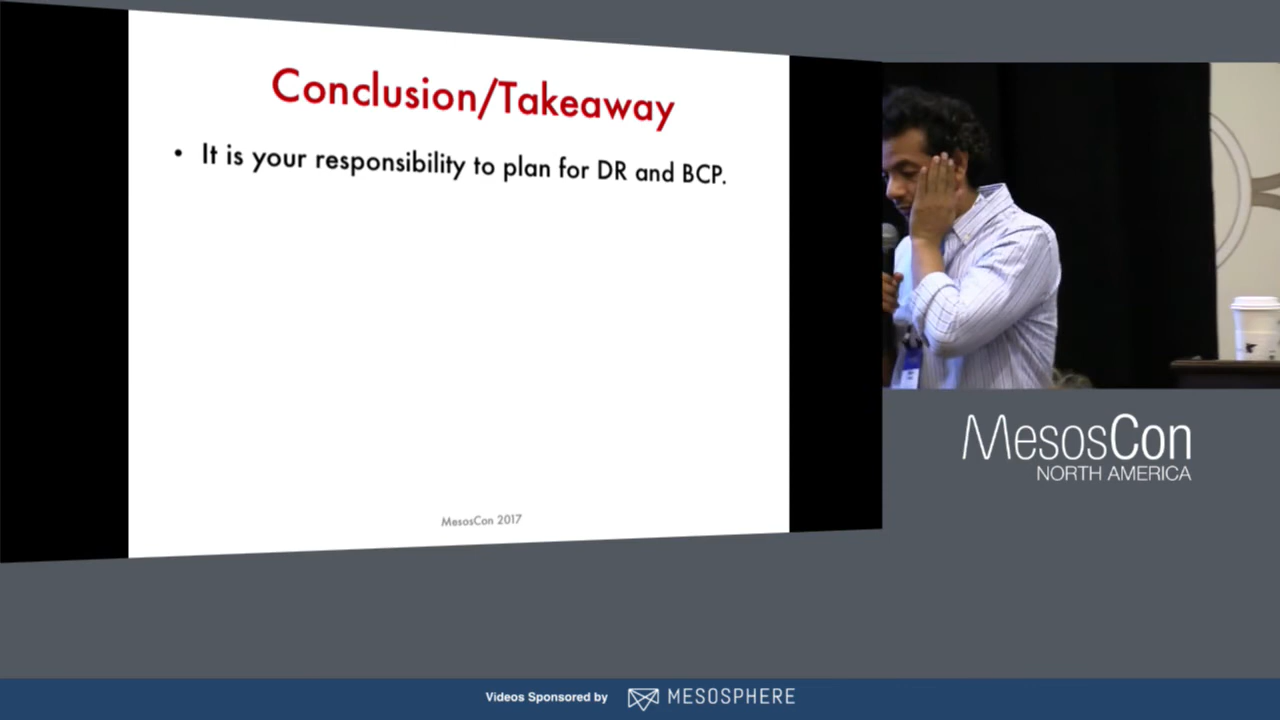 Conclusion/Takeaway
• It is your responsibility to plan for DR and BCP.
MesosCon 2017
MesosCon
NORTH AMERICA
Videos Sponsored by MESOSPHERE